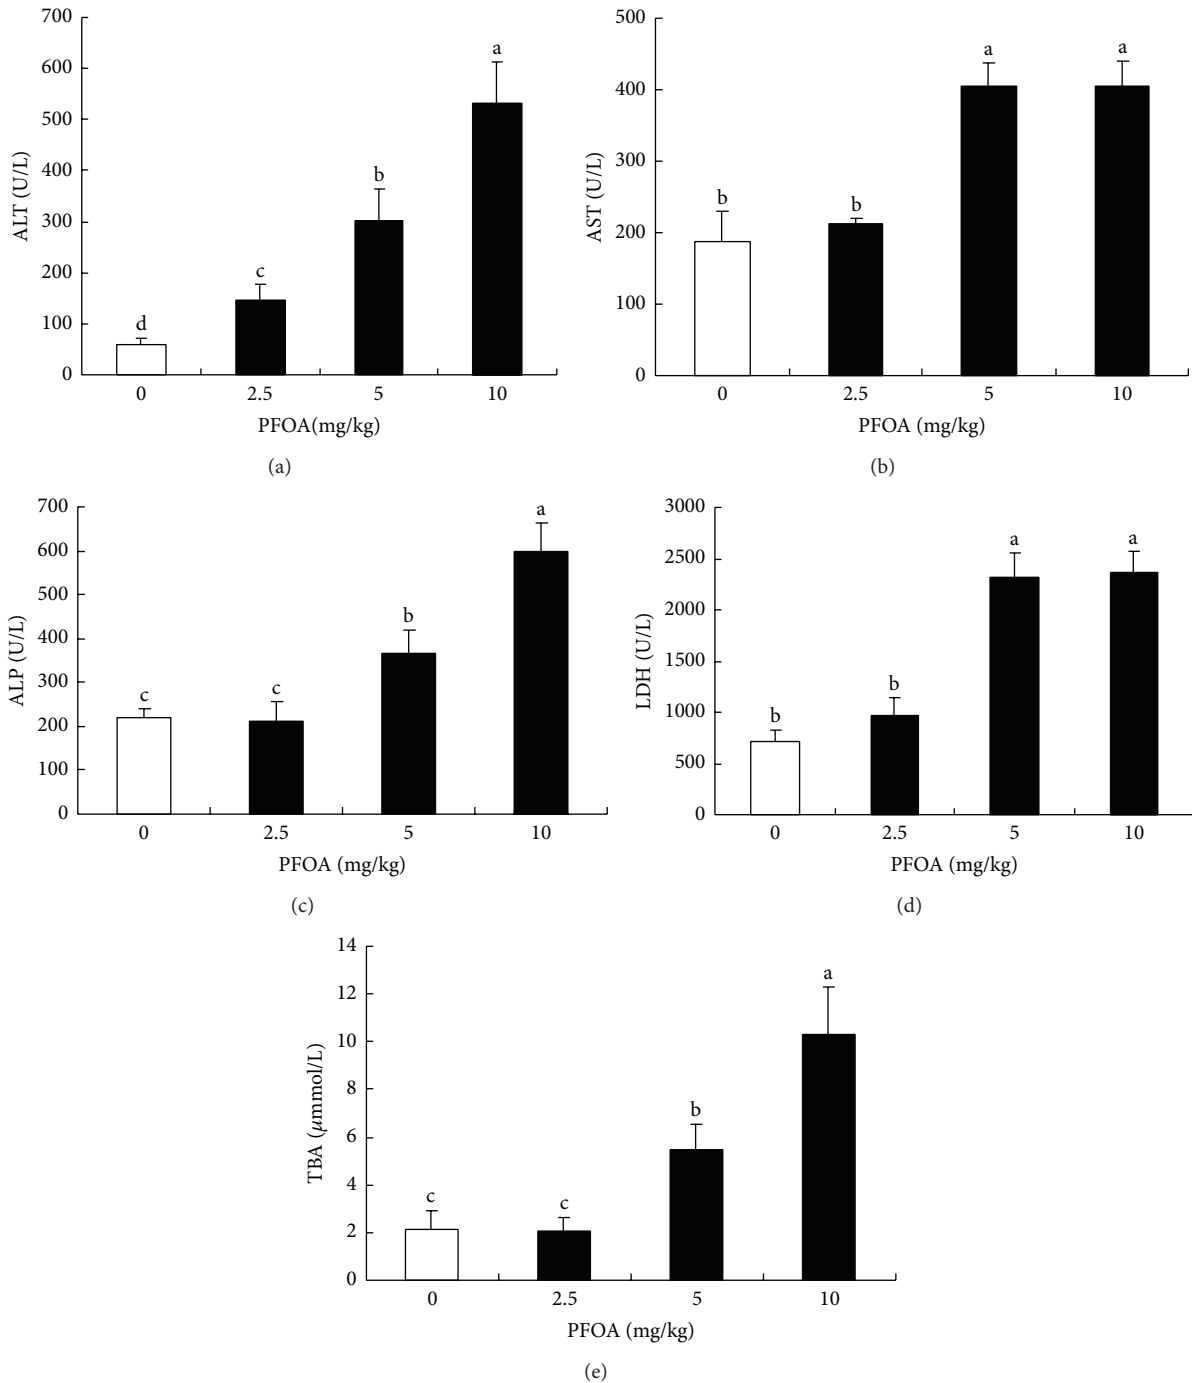 700
600
500
400
300
200
100
0
ALT (U/L)
a
b
c
d
0 2.5 5 10
PFOA(mg/kg)
(a)
500
400
300
200
100
0
AST (U/L)
b b a a
0 2.5 5 10
PFOA (mg/kg)
(b)
700
600
500
400
300
200
100
0
ALP (U/L)
a
b
c c
0 2.5 5 10
PFOA (mg/kg)
(c)
3000
2500
2000
1500
1000
500
0
LDH (U/L)
b b a a
0 2.5 5 10
PFOA (mg/kg)
(d)
14
12
10
8
6
4
2
0
TBA (μmmol/L)
a
b
c c
0 2.5 5 10
PFOA (mg/kg)
(e)